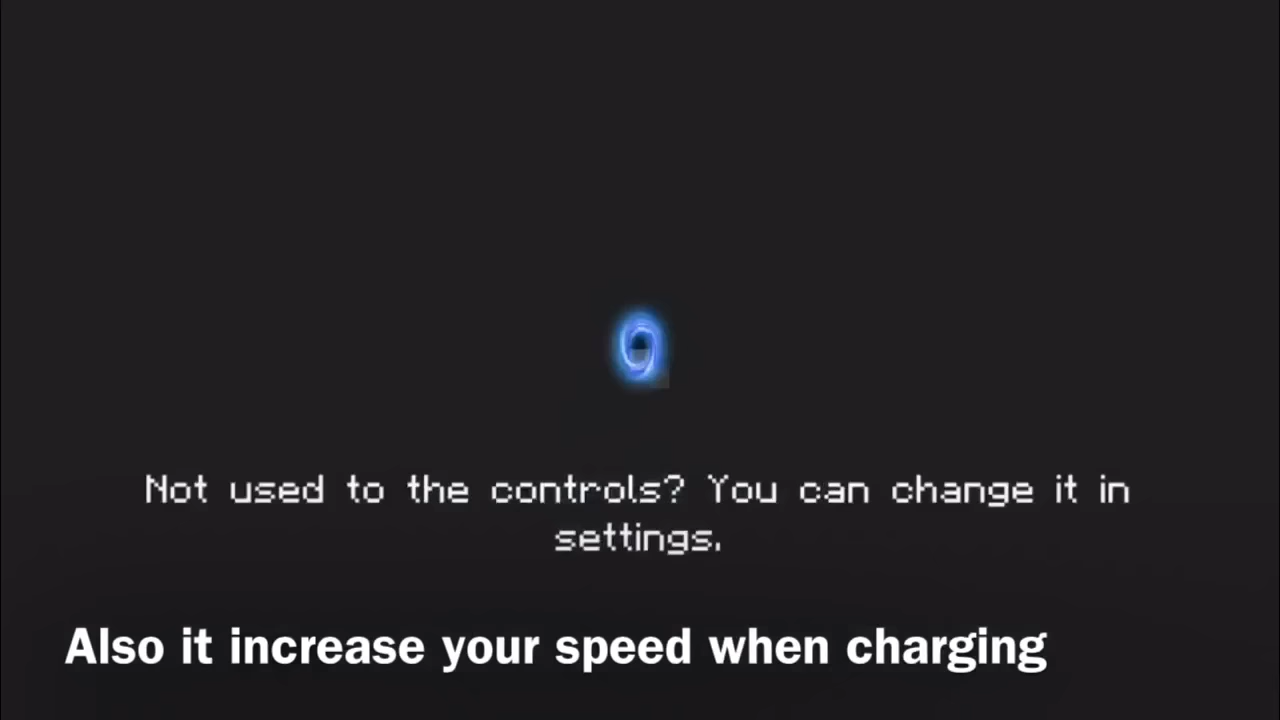 Not used to the controls? You can change it in
settings.
Also it increase your speed when charging